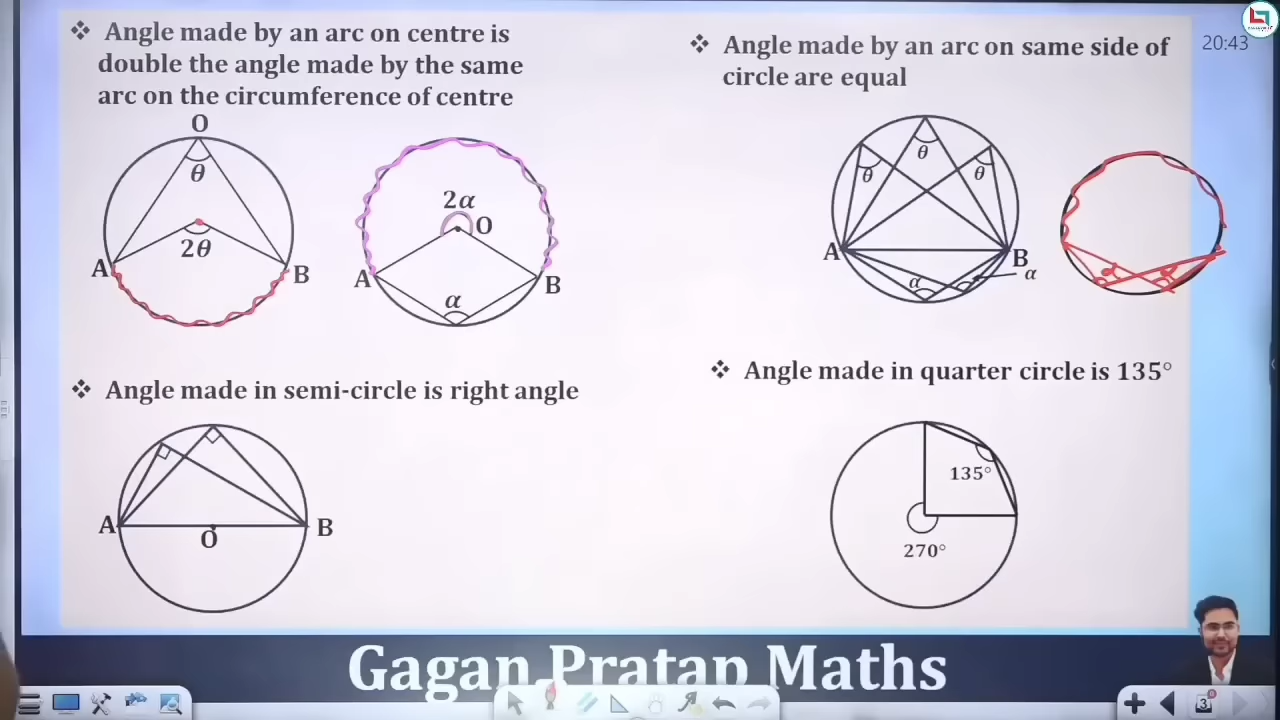 ❖ Angle made by an arc on centre is
double the angle made by the same
arc on the circumference of centre
O
θ
2θ
A
B
2α
O
A
B
α
❖ Angle made by an arc on same side of
circle are equal
20:43
θ
θ
θ
A
B
α
α
❖ Angle made in semi-circle is right angle
A
O
B
❖ Angle made in quarter circle is 135°
135°
270°
Gagan Pratap Maths
3